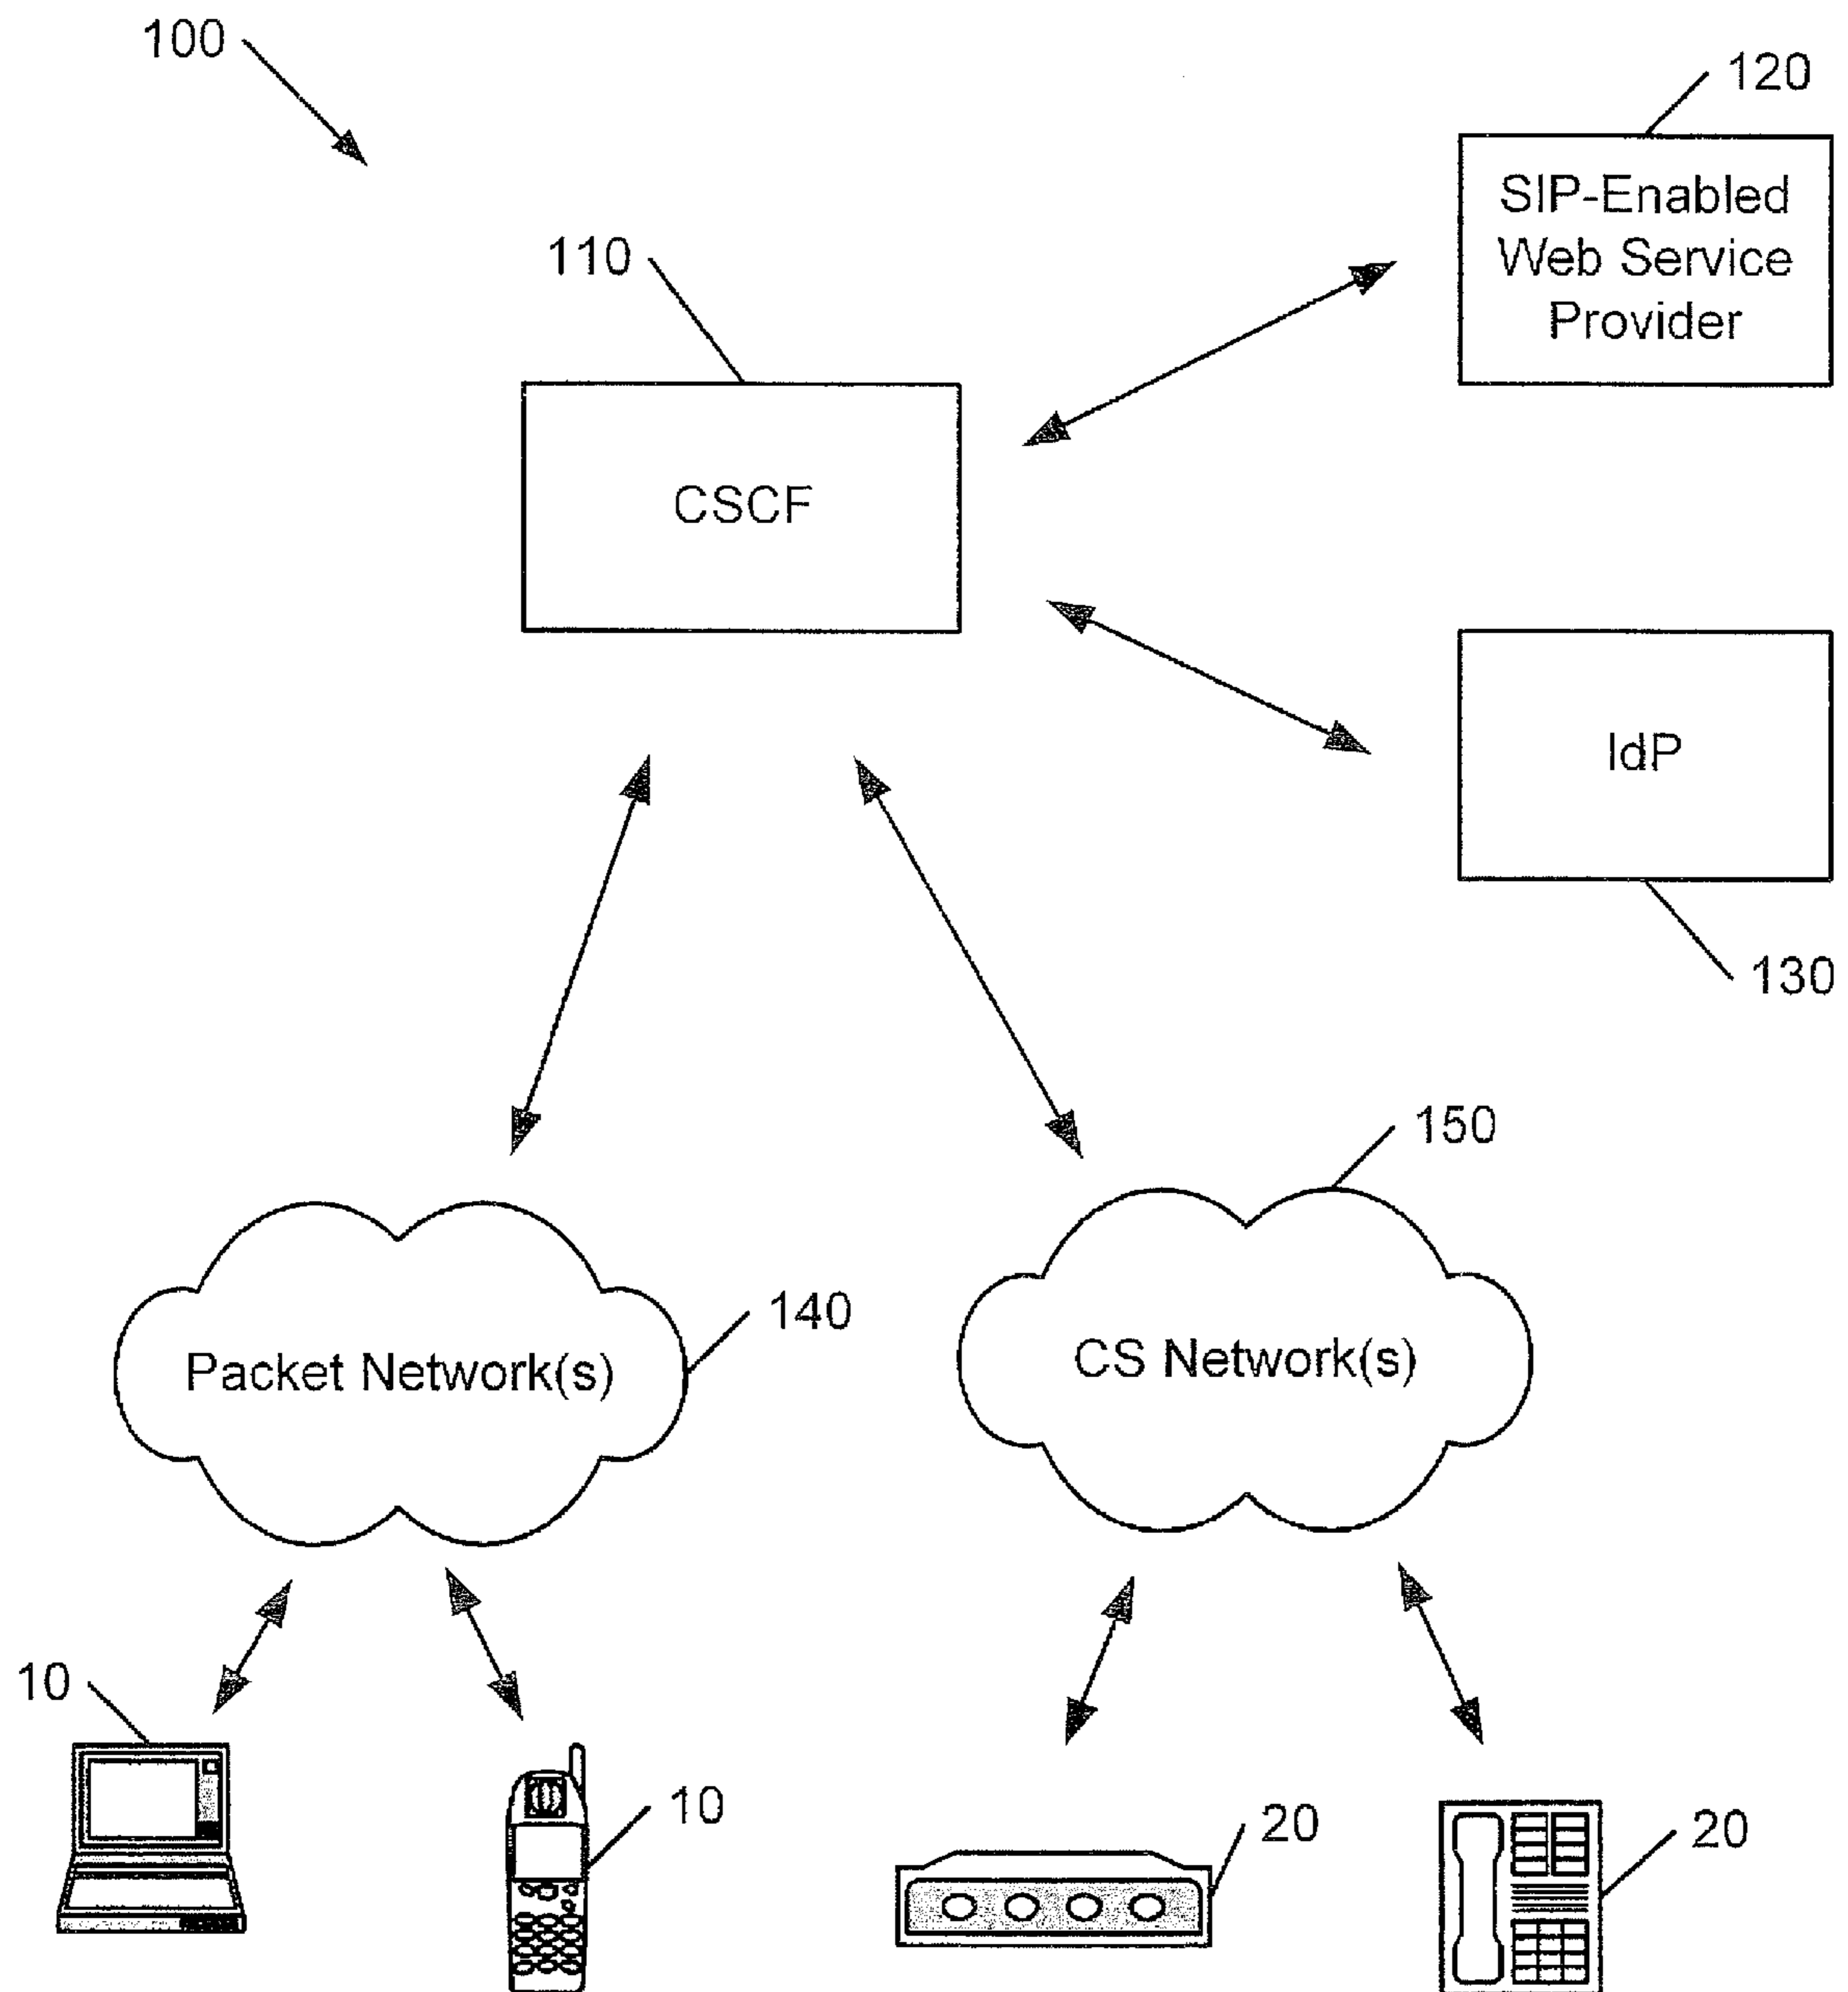 100
120
SIP-Enabled
Web Service
Provider
110
CSCF
IdP
130
150
140
Packet Network(s)
CS Network(s)
10
10
20
20